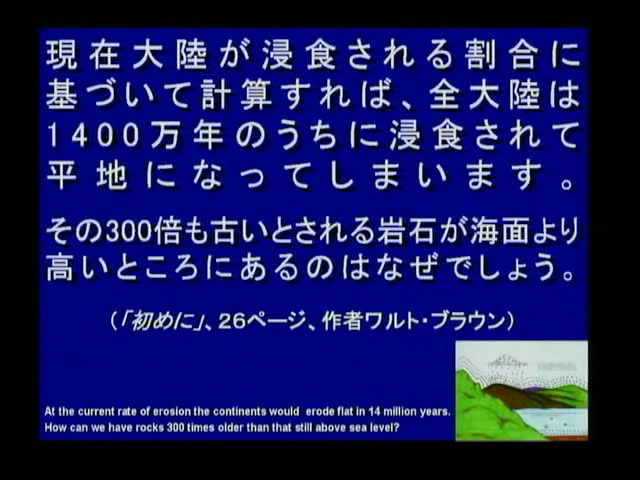 現在大陸が浸食される割合に
基づいて計算すれば、全大陸は
1400万年のうちに浸食されて
平地になってしまいます。
その300倍も古いとされる岩石が海面より
高いところにあるのはなぜでしょう。
(「初めに」、26ページ、作者ワルト・ブラウン)
At the current rate of erosion the continents would erode flat in 14 million years.
How can we have rocks 300 times older than that still above sea level?